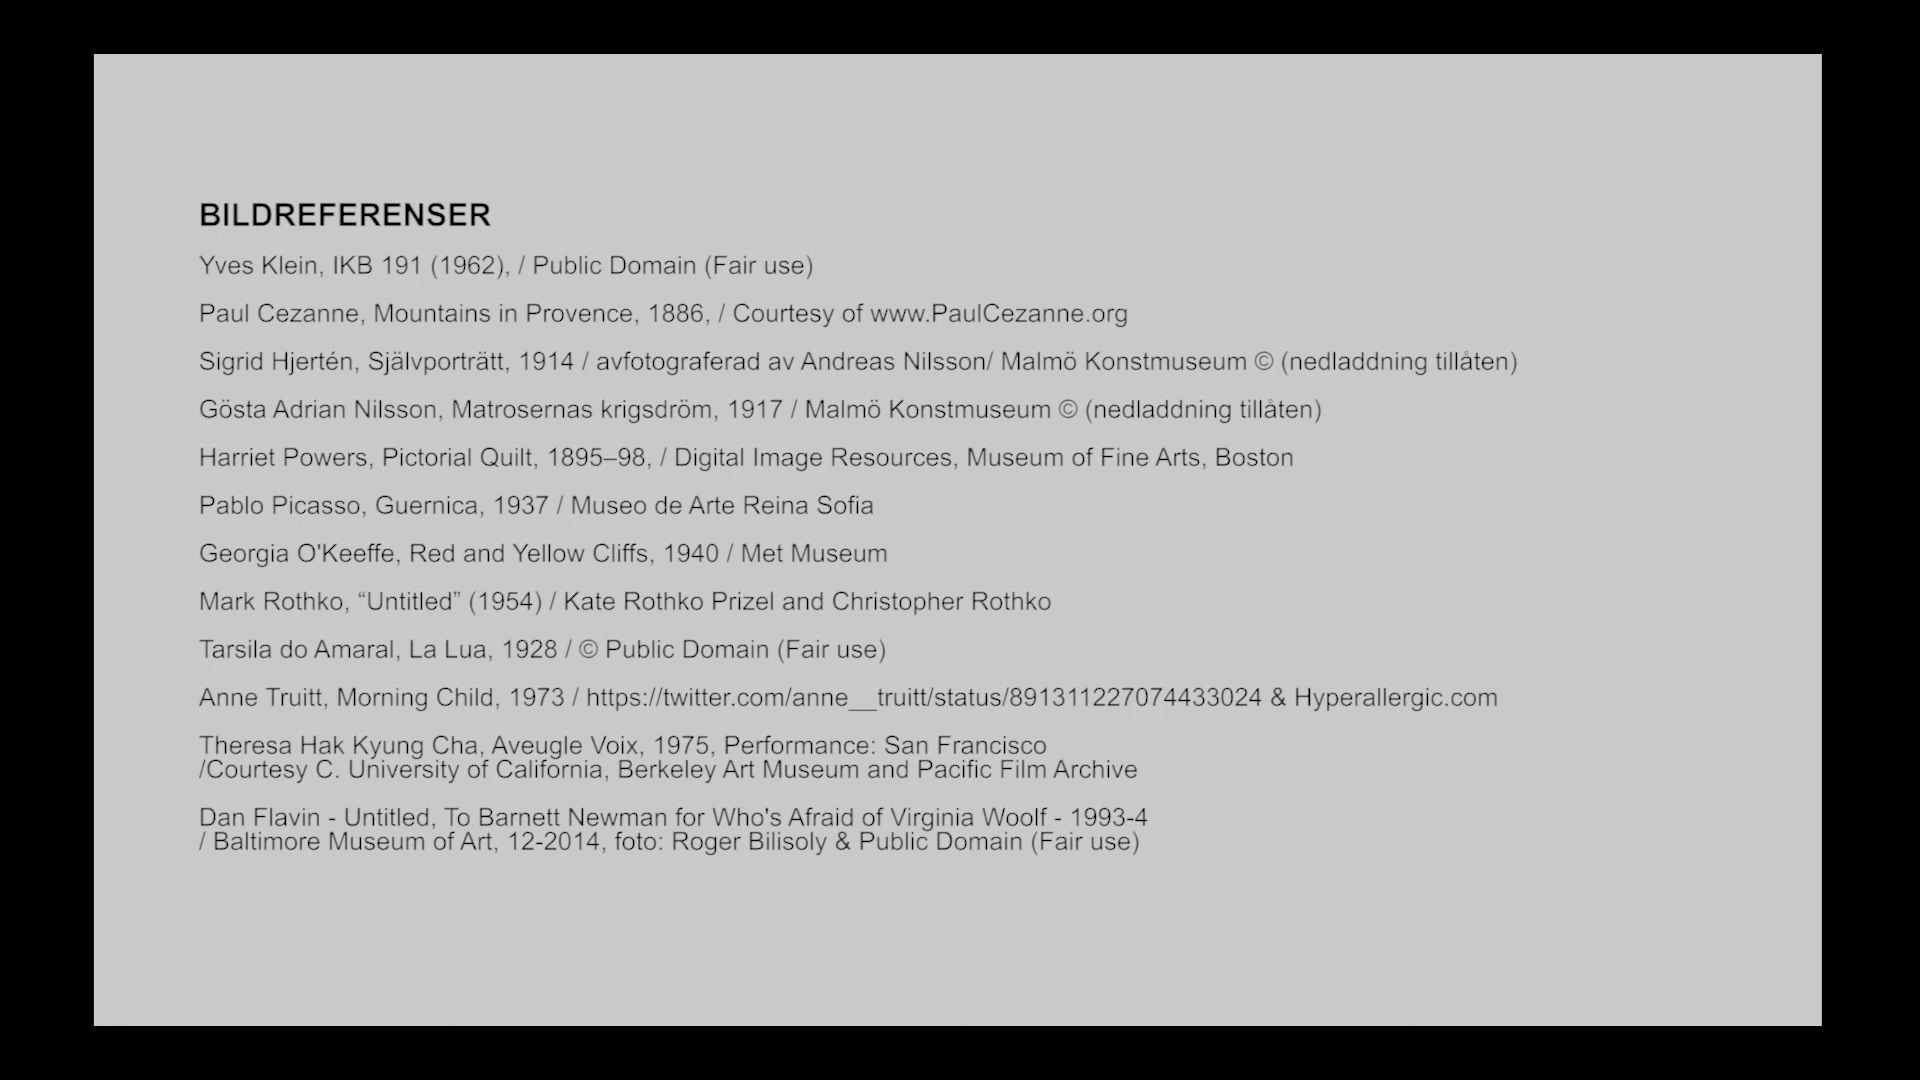 BILDREFERENSER
Yves Klein, IKB 191 (1962), / Public Domain (Fair use)
Paul Cezanne, Mountains in Provence, 1886, / Courtesy of www.PaulCezanne.org
Sigrid Hjertén, Självporträtt, 1914 / avfotograferad av Andreas Nilsson/ Malmö Konstmuseum © (nedladdning tillåten)
Gösta Adrian Nilsson, Matrosernas krigsdröm, 1917 / Malmö Konstmuseum © (nedladdning tillåten)
Harriet Powers, Pictorial Quilt, 1895–98, / Digital Image Resources, Museum of Fine Arts, Boston
Pablo Picasso, Guernica, 1937 / Museo de Arte Reina Sofia
Georgia O'Keeffe, Red and Yellow Cliffs, 1940 / Met Museum
Mark Rothko, “Untitled” (1954) / Kate Rothko Prizel and Christopher Rothko
Tarsila do Amaral, La Lua, 1928 / © Public Domain (Fair use)
Anne Truitt, Morning Child, 1973 / https://twitter.com/anne__truitt/status/891311227074433024 & Hyperallergic.com
Theresa Hak Kyung Cha, Aveugle Voix, 1975, Performance: San Francisco
/Courtesy C. University of California, Berkeley Art Museum and Pacific Film Archive
Dan Flavin - Untitled, To Barnett Newman for Who's Afraid of Virginia Woolf - 1993-4
/ Baltimore Museum of Art, 12-2014, foto: Roger Bilisoly & Public Domain (Fair use)